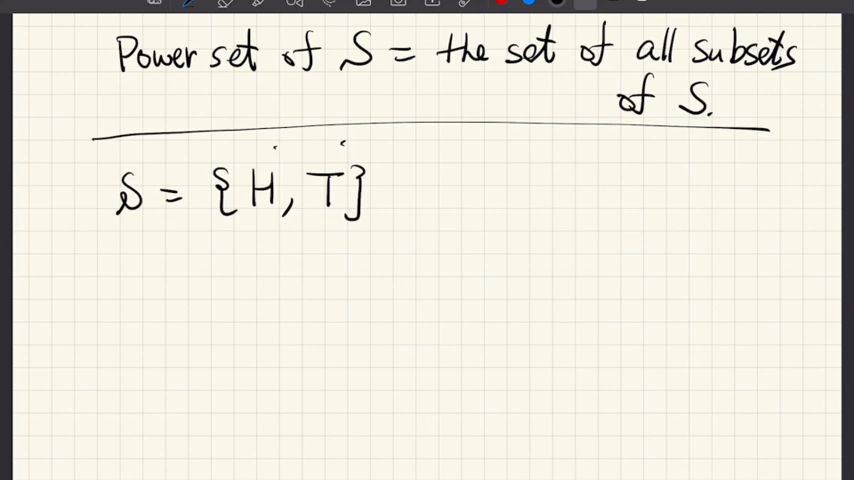 Power set of S = the set of all subsets
of S.
S = {H, T}